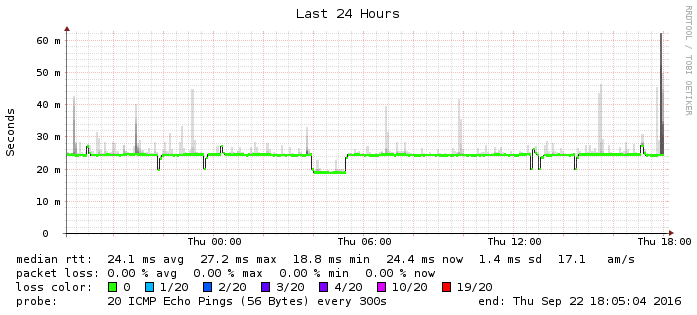 Last 24 Hours
RRDTOOL / TOBI OETIKER
Seconds
60 m
50 m
40 m
30 m
20 m
10 m
0
Thu 00:00 Thu 06:00 Thu 12:00 Thu 18:00
median rtt: 24.1 ms avg 27.2 ms max 18.8 ms min 24.4 ms now 1.4 ms sd 17.1 am/s
packet loss: 0.00 % avg 0.00 % max 0.00 % min 0.00 % now
loss color: 0 1/20 2/20 3/20 4/20 10/20 19/20
probe: 20 ICMP Echo Pings (56 Bytes) every 300s end: Thu Sep 22 18:05:04 2016